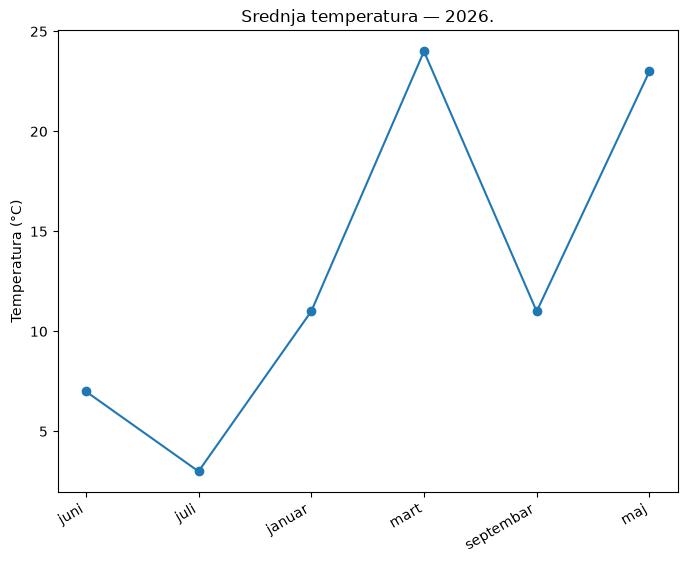 Srednja temperatura — 2026.
Temperatura (°C)
25
20
15
10
5
juni
juli
januar
mart
septembar
maj